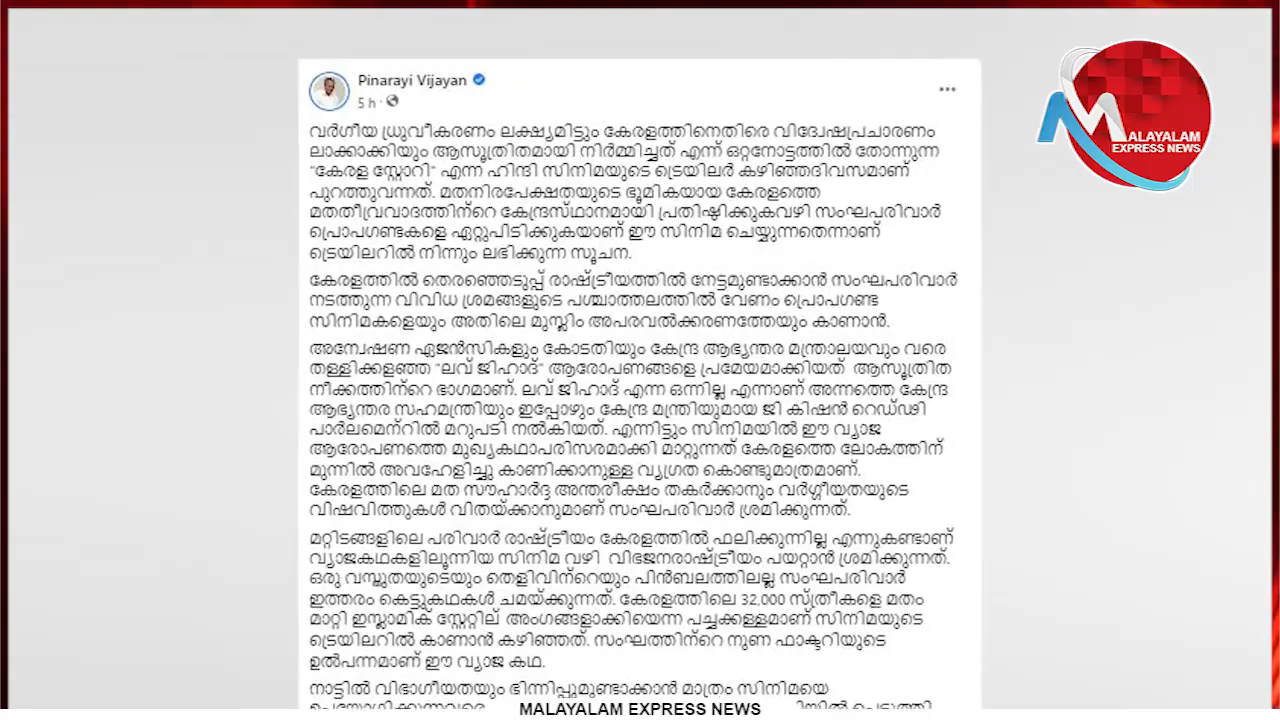 Pinarayi Vijayan
5 h
വർഗീയ ധ്രുവീകരണം ലക്ഷ്യമിട്ടും കേരളത്തിനെതിരെ വിദ്വേഷപ്രചാരണം
ലാക്കാക്കിയും ആസൂത്രിതമായി നിർമ്മിച്ചത് എന്ന് ഒറ്റനോട്ടത്തിൽ തോന്നുന്ന
"കേരള സ്റ്റോറി" എന്ന് ഹിന്ദി സിനിമയുടെ ട്രെയിലർ കഴിഞ്ഞദിവസമാണ്
പുറത്തുവന്നത്. മതനിരപേക്ഷതയുടെ ഭൂമികയായ കേരളത്തെ
മതതീവ്രവാദത്തിന്റെ കേന്ദ്രസ്ഥാനമായി പ്രതിഷ്ഠിക്കുകവഴി സംഘപരിവാർ
പ്രൊപഗണ്ടകളെ ഏറ്റുപിടിക്കുകയാണ് ഈ സിനിമ ചെയ്യുന്നതെന്നാണ്
ട്രെയിലറിൽ നിന്നും ലഭിക്കുന്ന സൂചന.
കേരളത്തിൽ തെരഞ്ഞെടുപ്പ് രാഷ്ട്രീയത്തിൽ നേട്ടമുണ്ടാക്കാൻ സംഘപരിവാർ
നടത്തുന്ന വിവിധ ശ്രമങ്ങളുടെ പശ്ചാത്തലത്തിൽ വേണം പ്രൊപഗണ്ട
സിനിമകളെയും അതിലെ മുസ്ലിം അപരവൽക്കരണത്തേയും കാണാൻ.
അന്വേഷണ ഏജൻസികളും കോടതിയും കേന്ദ്ര ആഭ്യന്തര മന്ത്രാലയവും വരെ
തള്ളിക്കളഞ്ഞ "ലവ് ജിഹാദ്" ആരോപണങ്ങളെ പ്രമേയമാക്കിയത് ആസൂത്രിത
നീക്കത്തിന്റെ ഭാഗമാണ്. ലവ് ജിഹാദ് എന്ന ഒന്നില്ല എന്നാണ് അന്നത്തെ കേന്ദ്ര
ആഭ്യന്തര സഹമന്ത്രിയും ഇപ്പോഴും കേന്ദ്ര മന്ത്രിയുമായ ജി കിഷൻ റെഡ്ഢി
പാർലമെന്റിൽ മറുപടി നൽകിയത്. എന്നിട്ടും സിനിമയിൽ ഈ വ്യാജ
ആരോപണത്തെ മുഖ്യകഥാപരിസരമാക്കി മാറ്റുന്നത് കേരളത്തെ ലോകത്തിന്
മുന്നിൽ അവഹേളിച്ചു കാണിക്കാനുള്ള വ്യഗ്രത കൊണ്ടുമാത്രമാണ്.
കേരളത്തിലെ മത സൗഹാർദ്ദ അന്തരീക്ഷം തകർക്കാനും വർഗ്ഗീയതയുടെ
വിഷവിത്തുകൾ വിതയ്ക്കാനുമാണ് സംഘപരിവാർ ശ്രമിക്കുന്നത്.
മറ്റിടങ്ങളിലെ പരിവാർ രാഷ്ട്രീയം കേരളത്തിൽ ഫലിക്കുന്നില്ല എന്നുകണ്ടാണ്
വ്യാജകഥകളിലൂന്നിയ സിനിമ വഴി വിഭജനരാഷ്ട്രീയം പയറ്റാൻ ശ്രമിക്കുന്നത്.
ഒരു വസ്തുതയുടെയും തെളിവിന്റെയും പിൻബലത്തിലല്ല സംഘപരിവാർ
ഇത്തരം കെട്ടുകഥകൾ ചമയ്ക്കുന്നത്. കേരളത്തിലെ 32,000 സ്ത്രീകളെ മതം
മാറ്റി ഇസ്ലാമിക് സ്റ്റേറ്റില് അംഗങ്ങളാക്കിയെന്ന പച്ചക്കള്ളമാണ് സിനിമയുടെ
ട്രെയിലറിൽ കാണാൻ കഴിഞ്ഞത്. സംഘത്തിന്റെ നുണ ഫാക്ടറിയുടെ
ഉൽപന്നമാണ് ഈ വ്യാജ കഥ.
നാട്ടിൽ വിഭാഗീയതയും ഭിന്നിപ്പുമുണ്ടാക്കാൻ മാത്രം സിനിമയെ
MALAYALAM EXPRESS NEWS
ALAYALAM
EXPRESS NEWS